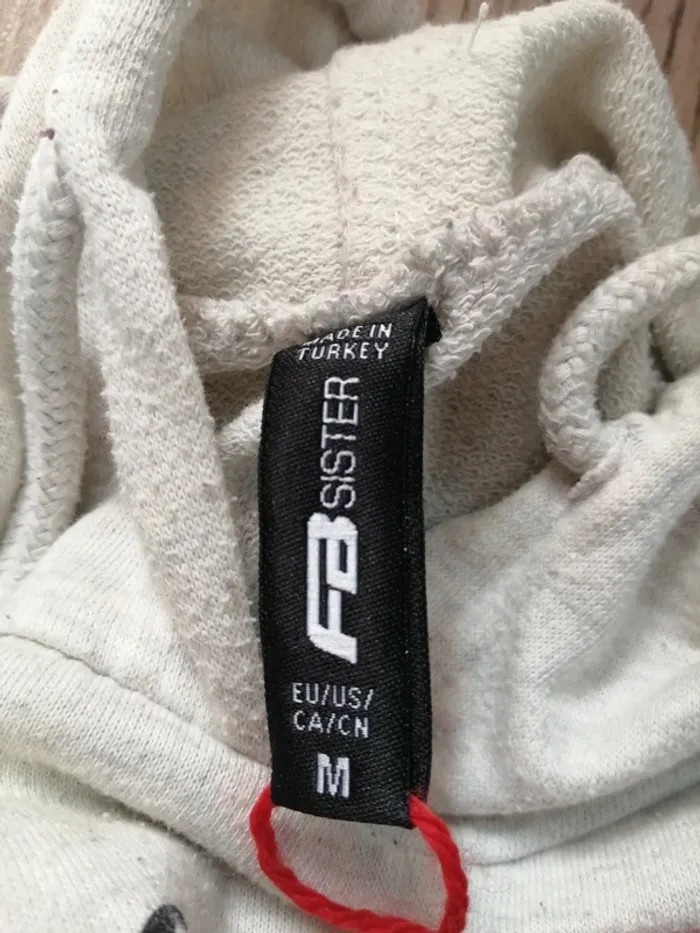 MADE IN
TURKEY
FB SISTER
EU/US/
CA/CN
M